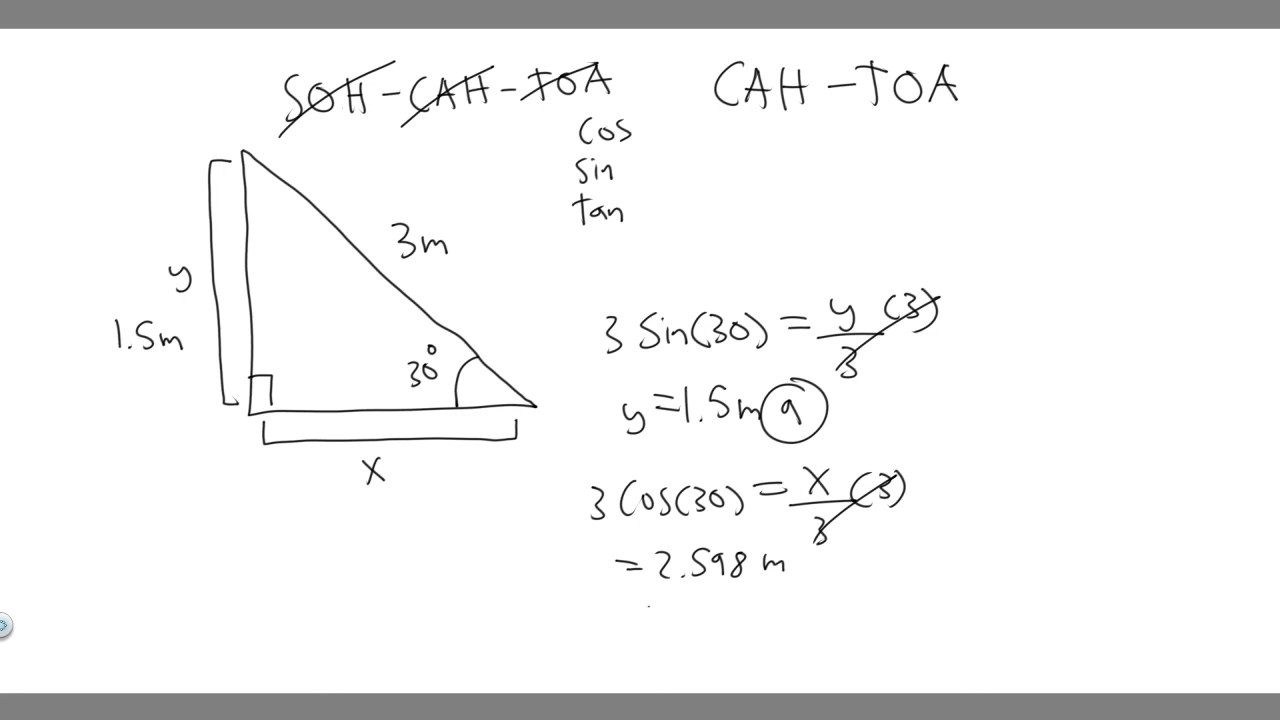 SOH-CAH-TOA CAH-TOA
cos
sin
tan
3m
y
1.5m
30°
x
3 Sin(30) = y/3 (3)
y=1.5m a
3 Cos(30) = x/3 (3)
= 2.598 m